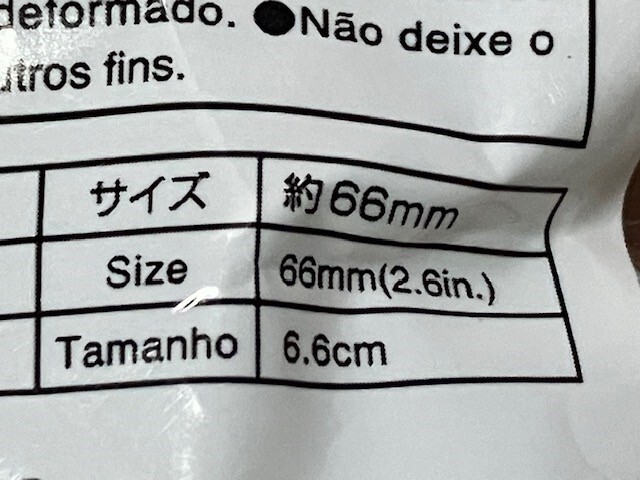 deformado. ●Não deixe o
fins.
サイズ 約66mm
Size 66mm(2.6in.)
Tamanho 6.6cm